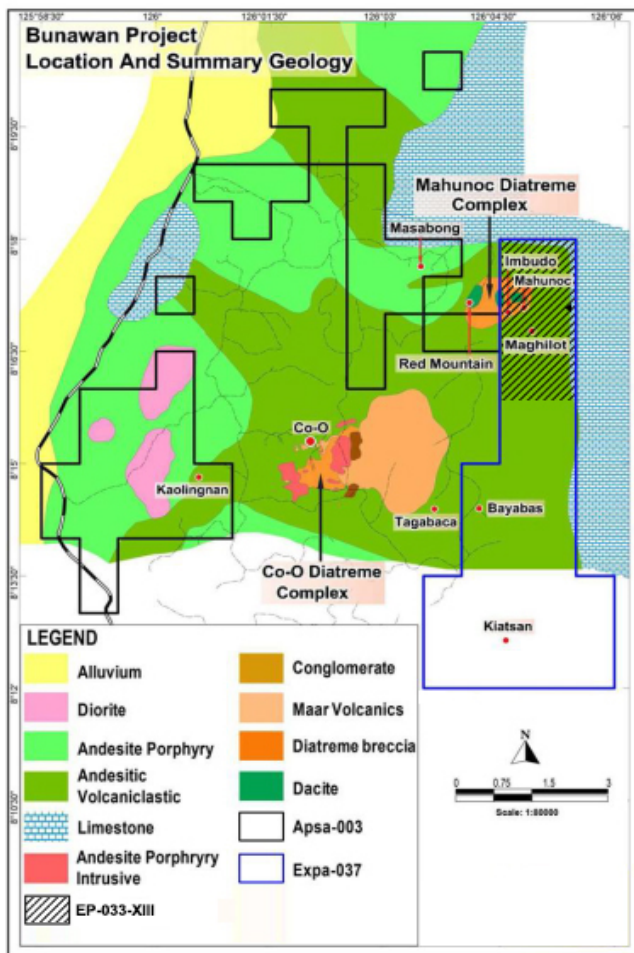 125°58'30"
126°
126°01'30"
126°03
126°04'30"
126°06
Bunawan Project
Location And Summary Geology
8°19'30"
Mahunoc Diatreme
Complex
Masabong
8°18'
Imbudo
Mahunoc
8°16'30"
Maghilot
Red Mountain
Co-O
8°15'
Kaolingnan
Tagabaca
Bayabas
Co-O Diatreme
Complex
8°13'30"
Kiatsan
LEGEND
Alluvium
Diorite
Andesite Porphyry
Andesitic
Volcaniclastic
Limestone
Andesite Porphryry
Intrusive
EP-033-XIII
Conglomerate
Maar Volcanics
Diatreme breccia
Dacite
Apsa-003
Expa-037
8°12'
N
0 0.75 1.5 3
Scale: 1:80000
8°10'30"